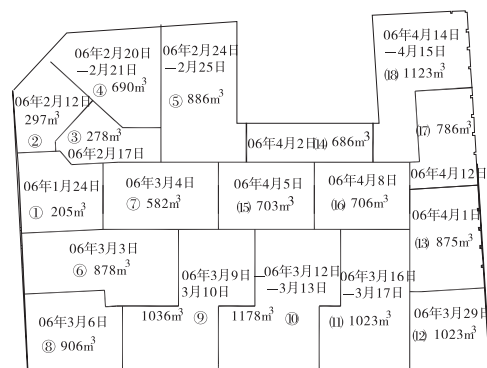 06年2月20日
—2月21日
④ 690m³
06年2月24日
—2月25日
⑤ 886m³
06年4月14日
—4月15日
⒅ 1123m³
06年2月12日
297m³
②
③ 278m³
06年2月17日
06年4月2日⒁ 686m³
⒄ 786m³
06年4月12日
06年1月24日
① 205m³
06年3月4日
⑦ 582m³
06年4月5日
⒂ 703m³
06年4月8日
⒃ 706m³
06年4月1日
⒀ 875m³
06年3月3日
⑥ 878m³
06年3月9日
3月10日
1036m³ ⑨
06年3月12日
—3月13日
1178m³ ⑩
06年3月16日
—3月17日
⑾ 1023m³
06年3月29日
⑿ 1023m³
06年3月6日
⑧ 906m³